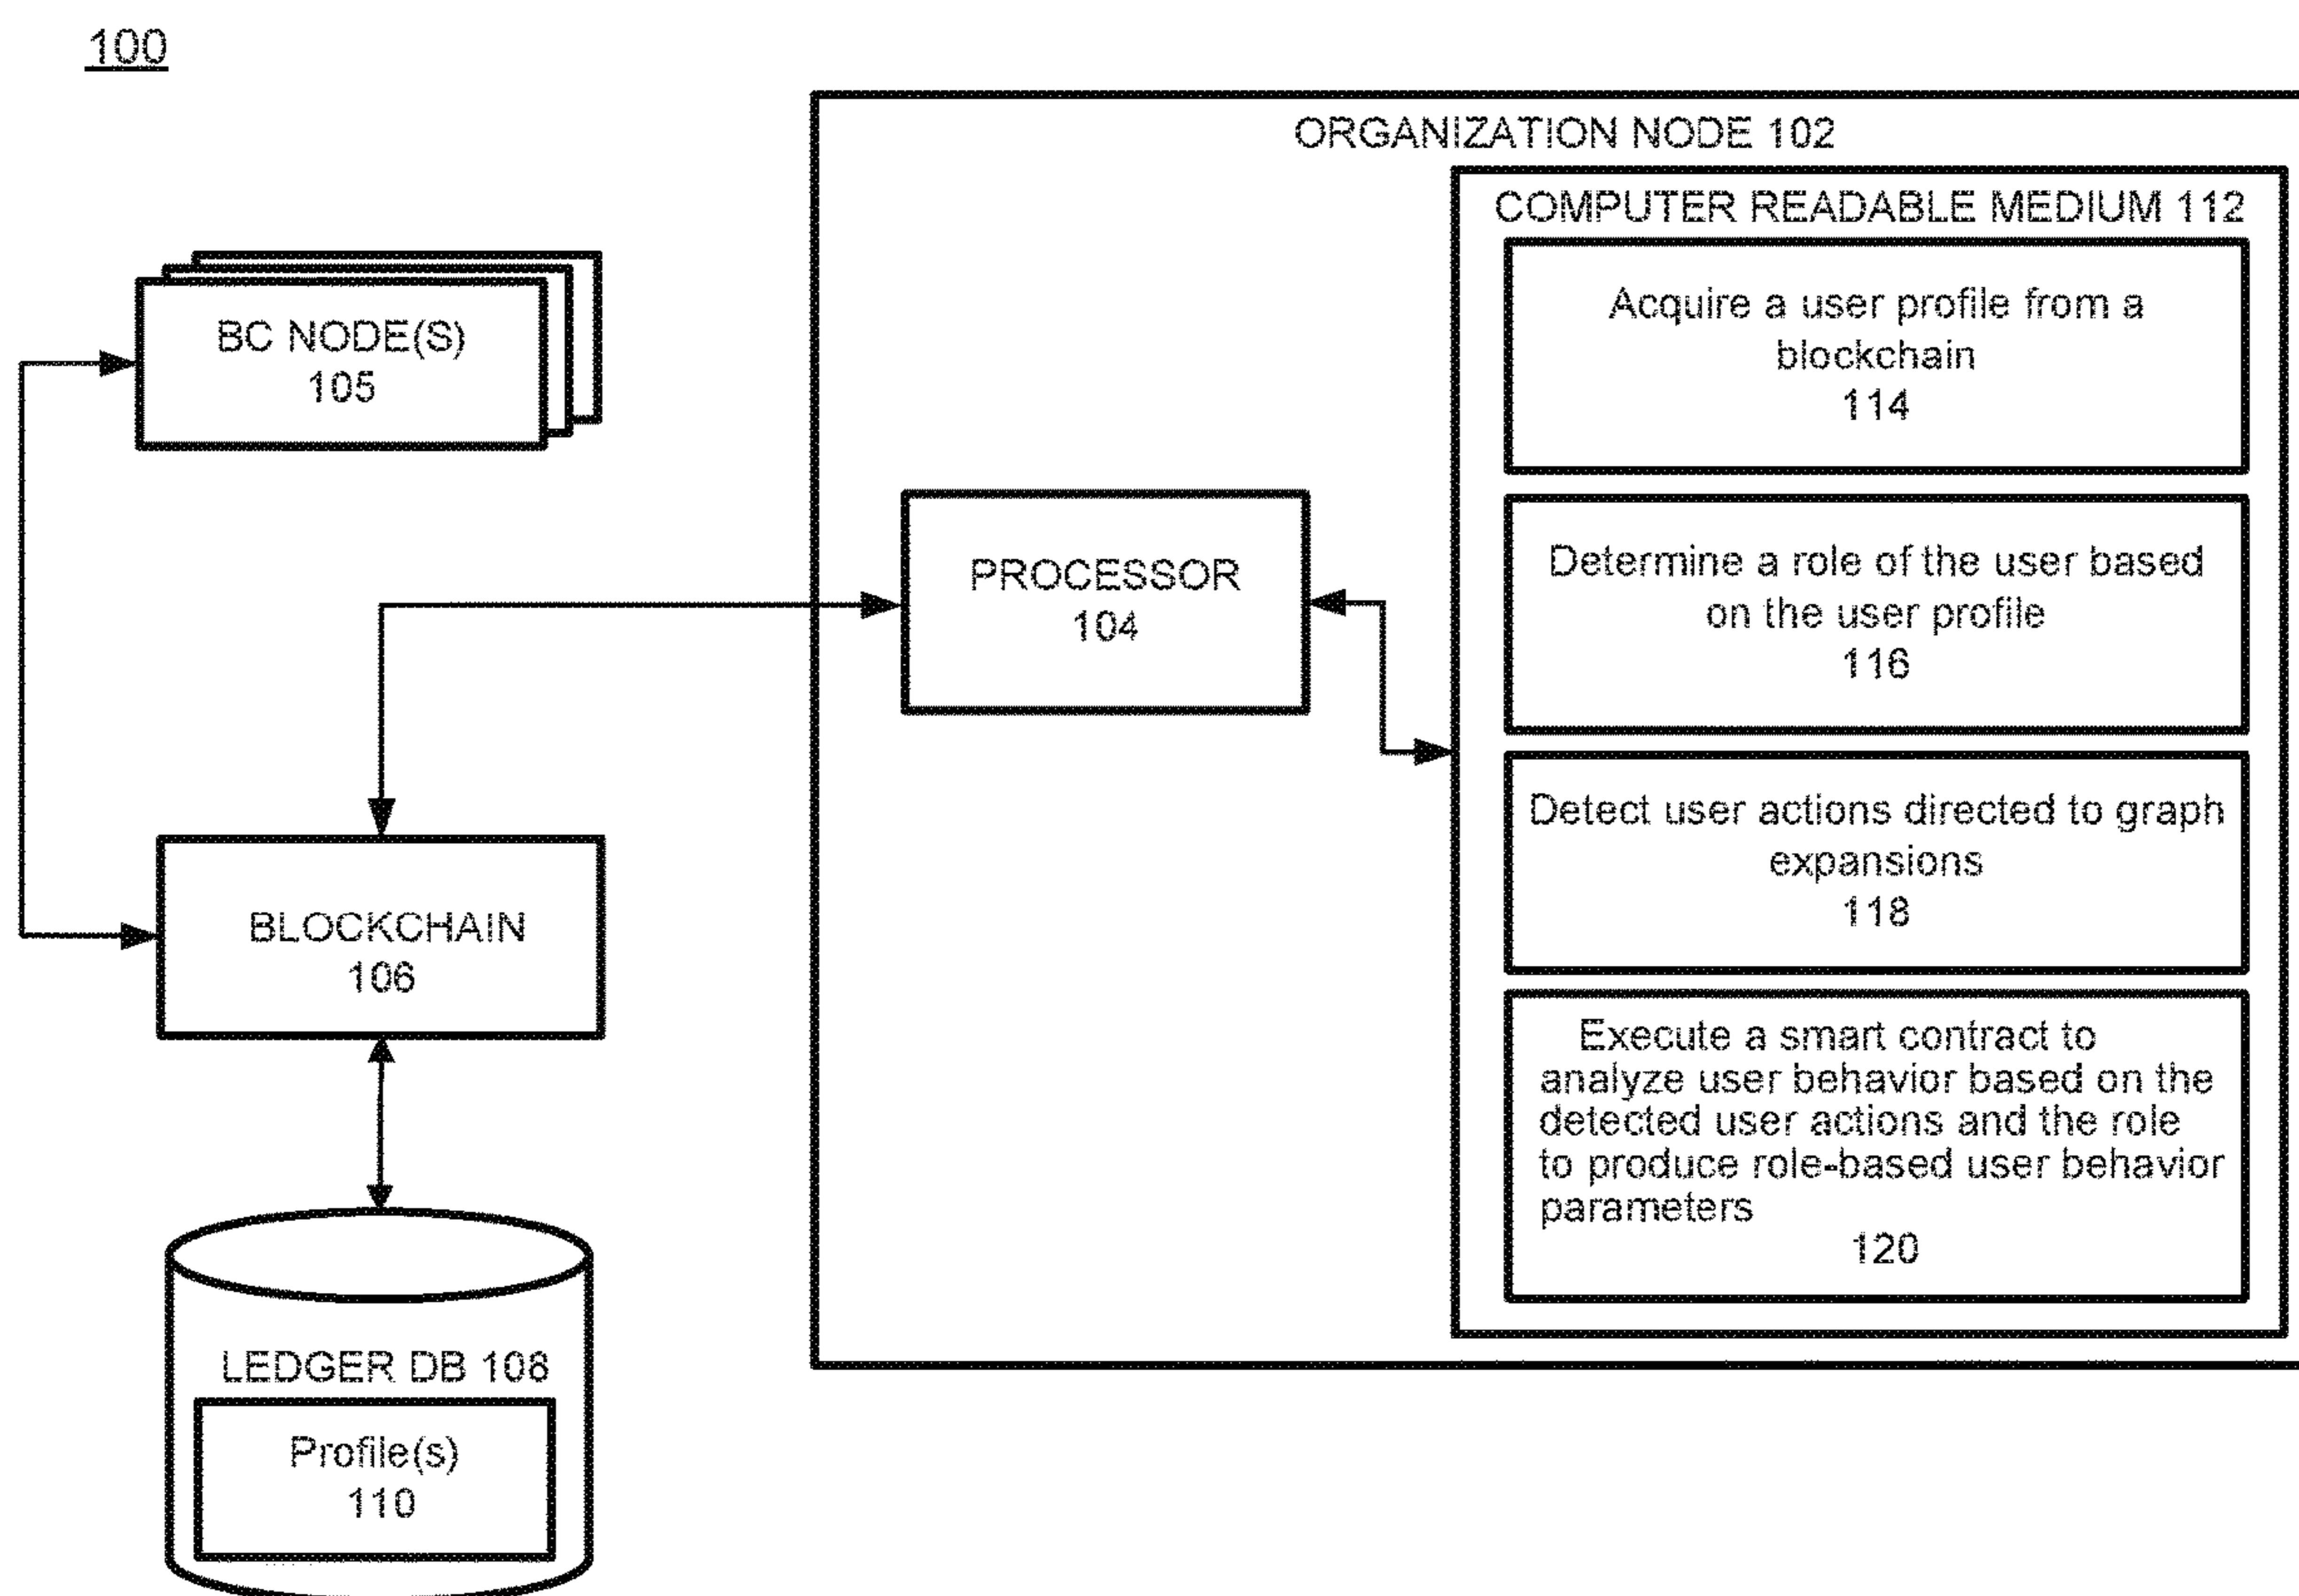 100
ORGANIZATION NODE 102
COMPUTER READABLE MEDIUM 112
Acquire a user profile from a
blockchain
114
Determine a role of the user based
on the user profile
116
Detect user actions directed to graph
expansions
118
Execute a smart contract to
analyze user behavior based on the
detected user actions and the role
to produce role-based user behavior
parameters
120
BC NODE(S)
105
PROCESSOR
104
BLOCKCHAIN
106
LEDGER DB 108
Profile(s)
110